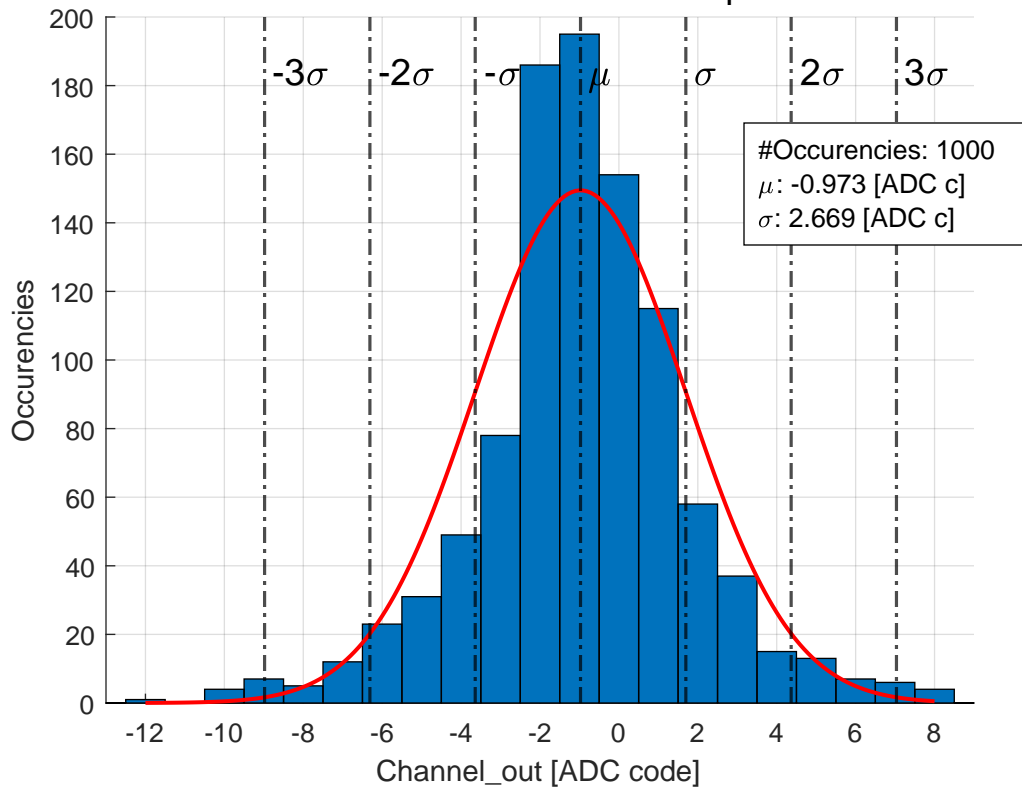 200
180
160
140
120
100
80
60
40
20
0
Occurencies
-3σ -2σ -σ μ σ 2σ 3σ
#Occurencies: 1000
μ: -0.973 [ADC c]
σ: 2.669 [ADC c]
-12 -10 -8 -6 -4 -2 0 2 4 6 8
Channel_out [ADC code]